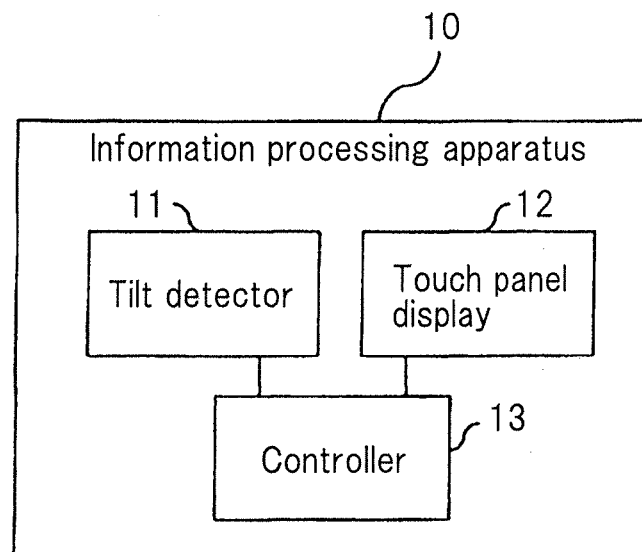 10
Information processing apparatus
11
12
Tilt detector
Touch panel
display
13
Controller